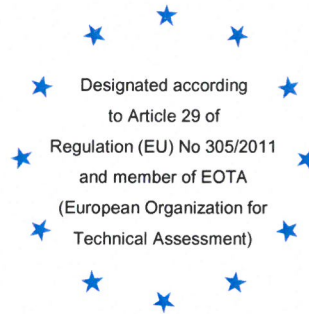 Designated according
to Article 29 of
Regulation (EU) No 305/2011
and member of EOTA
(European Organization for
Technical Assessment)